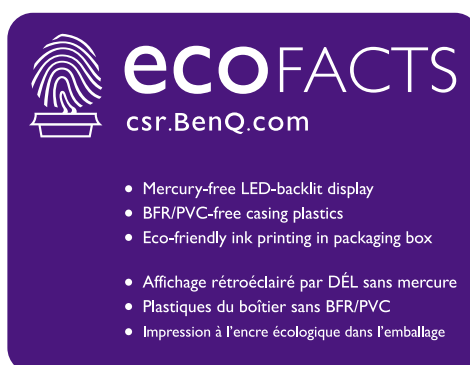 ecoFACTS
csr.BenQ.com
• Mercury-free LED-backlit display
• BFR/PVC-free casing plastics
• Eco-friendly ink printing in packaging box
• Affichage rétroéclairé par DÉL sans mercure
• Plastiques du boîtier sans BFR/PVC
• Impression à l'encre écologique dans l'emballage